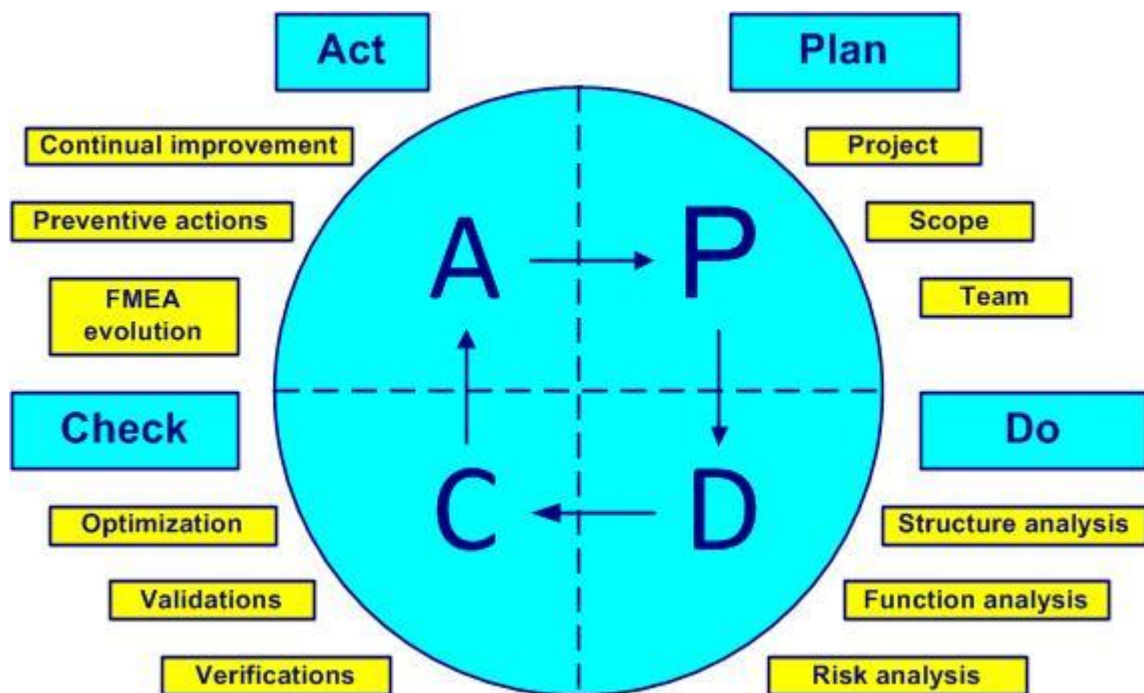 Act
Plan
Continual improvement
Project
Preventive actions
Scope
FMEA
evolution
Team
A
P
Check
Do
C
D
Optimization
Structure analysis
Validations
Function analysis
Verifications
Risk analysis